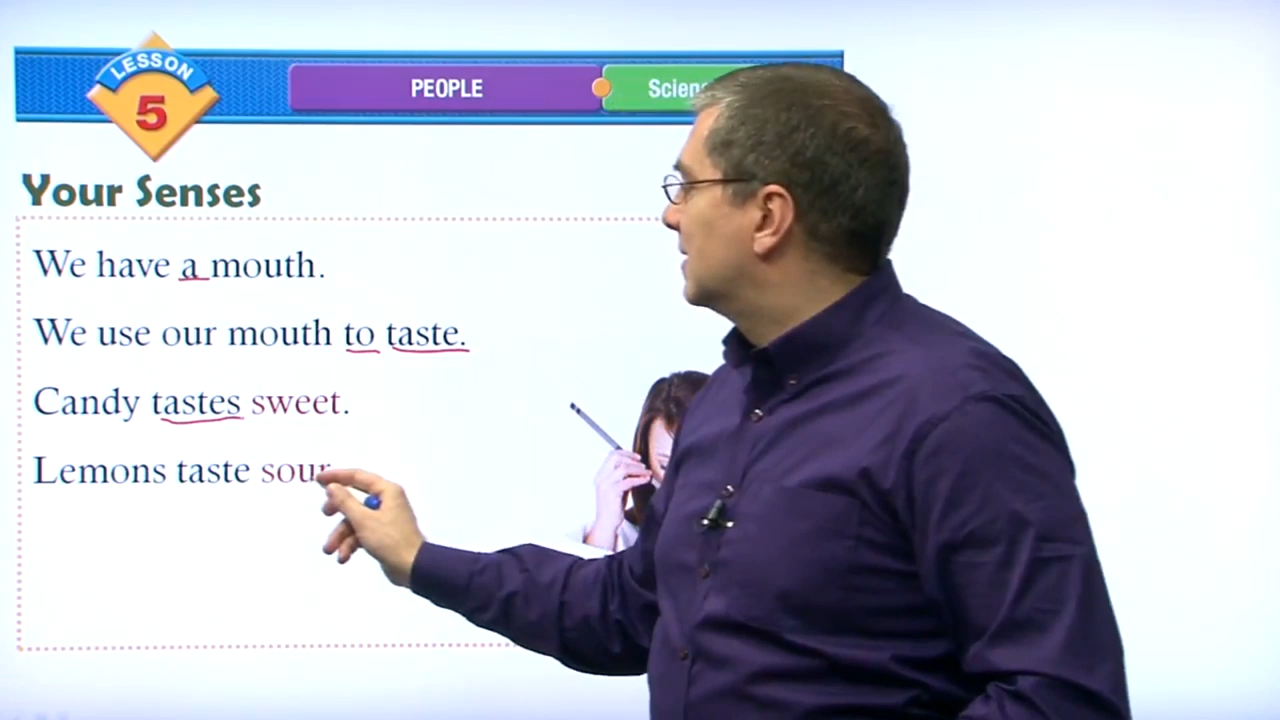 LESSON
5
PEOPLE
Your Senses
We have a mouth.
We use our mouth to taste.
Candy tastes sweet.
Lemons taste sour